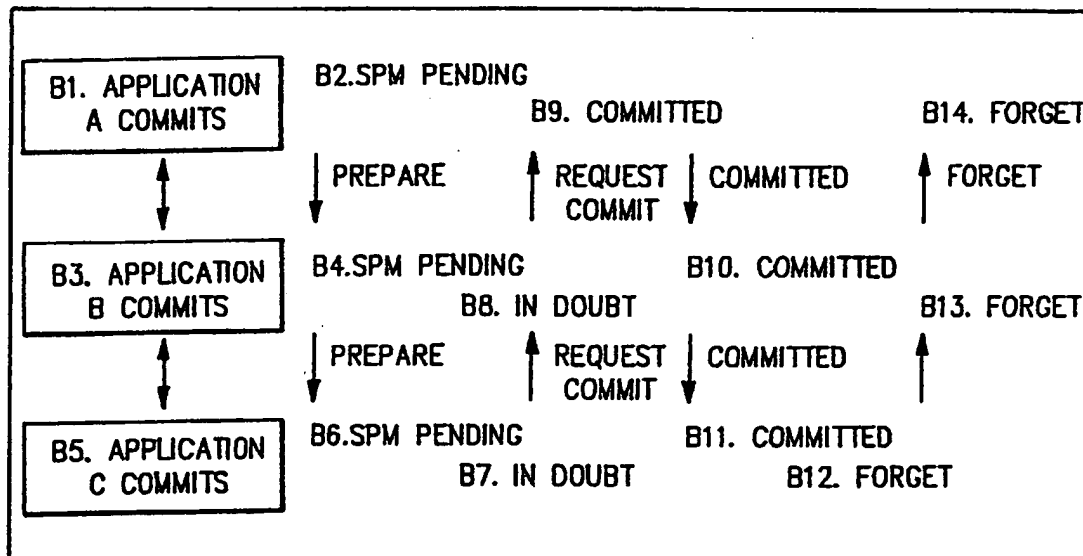 B1. APPLICATION
A COMMITS
B2.SPM PENDING
B9. COMMITTED
B14. FORGET
PREPARE
REQUEST
COMMIT
COMMITTED
FORGET
B3. APPLICATION
B COMMITS
B4.SPM PENDING
B8. IN DOUBT
B10. COMMITTED
B13. FORGET
PREPARE
REQUEST
COMMIT
COMMITTED
B5. APPLICATION
C COMMITS
B6.SPM PENDING
B7. IN DOUBT
B11. COMMITTED
B12. FORGET